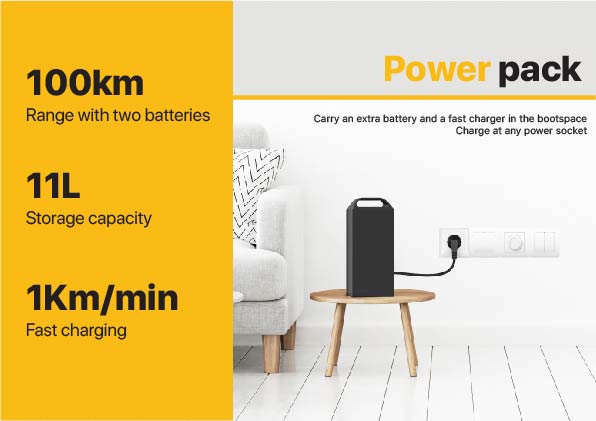 100km
Range with two batteries
11L
Storage capacity
1Km/min
Fast charging
Power pack
Carry an extra battery and a fast charger in the bootspace
Charge at any power socket